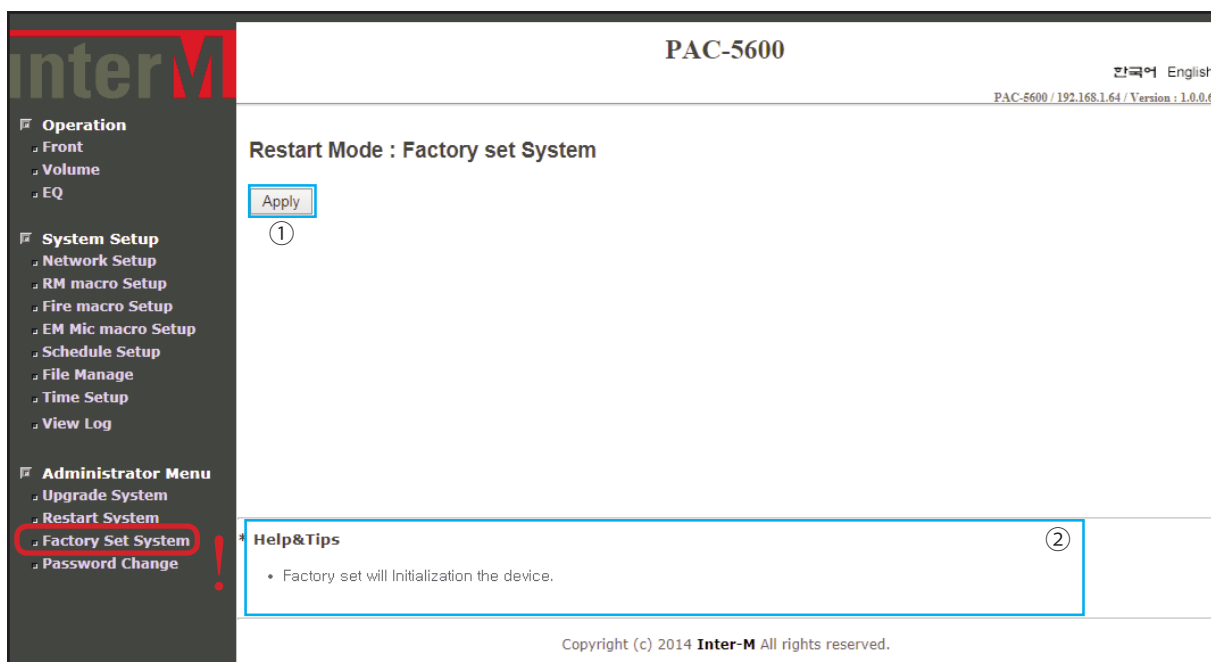 interM
PAC-5600
한국어 English
PAC-5600 / 192.168.1.64 / Version : 1.0.0.6
Operation
Front
Volume
EQ
System Setup
Network Setup
RM macro Setup
Fire macro Setup
EM Mic macro Setup
Schedule Setup
File Manage
Time Setup
View Log
Administrator Menu
Upgrade System
Restart System
Factory Set System
Password Change
!
Restart Mode : Factory set System
Apply
①
* Help&Tips
②
• Factory set will Initialization the device.
Copyright (c) 2014 Inter-M All rights reserved.